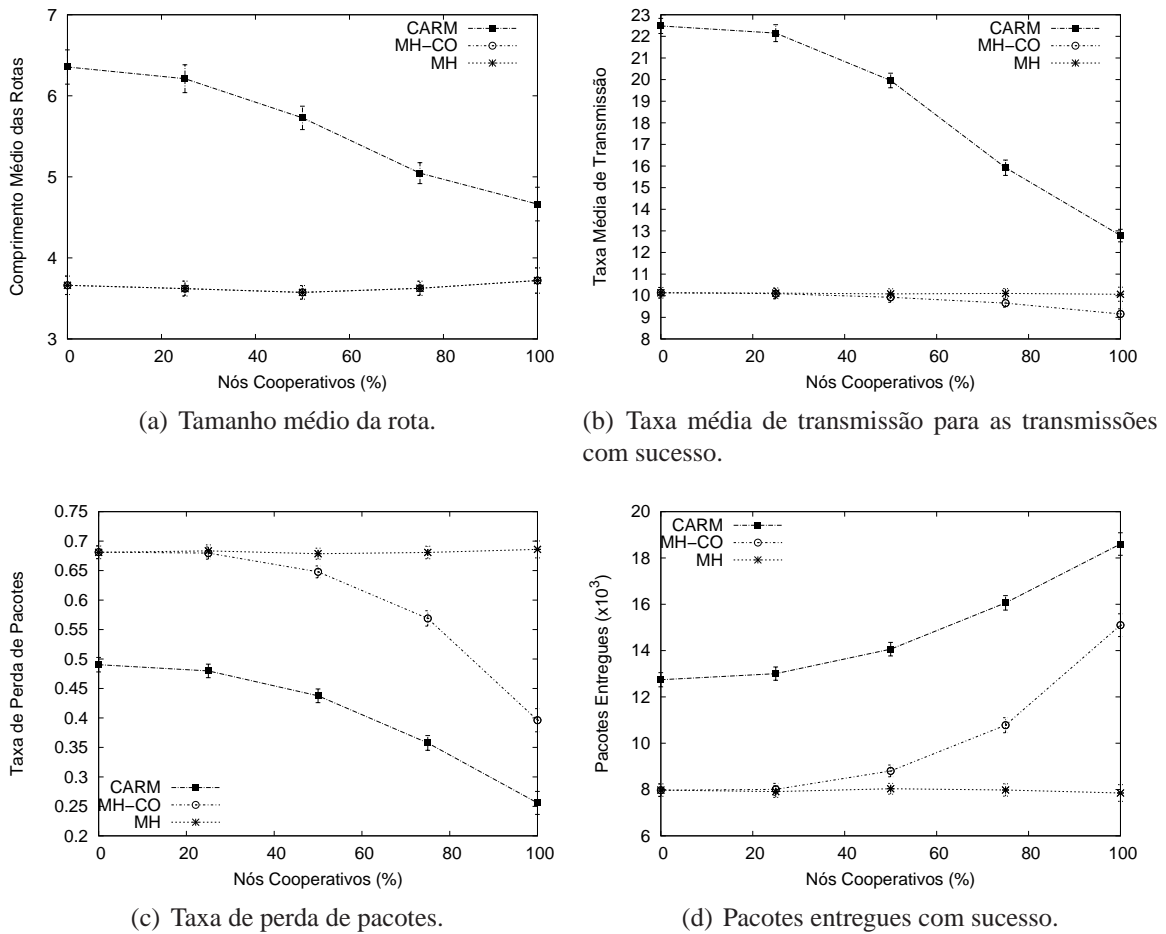 7
6
5
4
3
0
20
40
60
80
100
Comprimento Médio das Rotas
Nós Cooperativos (%)
CARM
MH−CO
MH
(a) Tamanho médio da rota.
23
22
21
20
19
18
17
16
15
14
13
12
11
10
9
8
0
20
40
60
80
100
Taxa Média de Transmissão
Nós Cooperativos (%)
CARM
MH−CO
MH
(b) Taxa média de transmissão para as transmissões
com sucesso.
0.75
0.7
0.65
0.6
0.55
0.5
0.45
0.4
0.35
0.3
0.25
0.2
0
20
40
60
80
100
Taxa de Perda de Pacotes
Nós Cooperativos (%)
CARM
MH−CO
MH
(c) Taxa de perda de pacotes.
20
18
16
14
12
10
8
6
0
20
40
60
80
100
Pacotes Entregues (x10³)
Nós Cooperativos (%)
CARM
MH−CO
MH
(d) Pacotes entregues com sucesso.